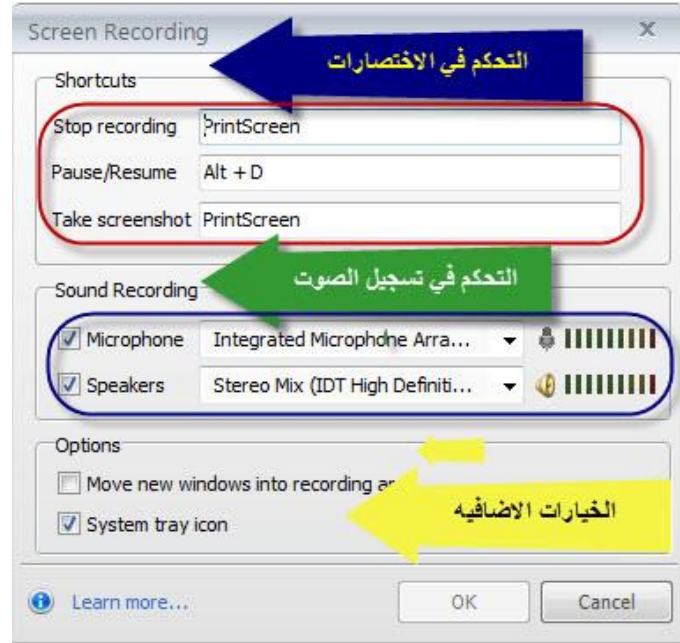 Screen Recording
التحكم في الاختصارات
Shortcuts
Stop recording PrintScreen
Pause/Resume Alt + D
Take screenshot PrintScreen
التحكم في تسجيل الصوت
Sound Recording
Microphone Integrated Microphone Arra...
Speakers Stereo Mix (IDT High Definiti...
Options
Move new windows into recording
الخيارات الاضافيه
System tray icon
Learn more... OK Cancel